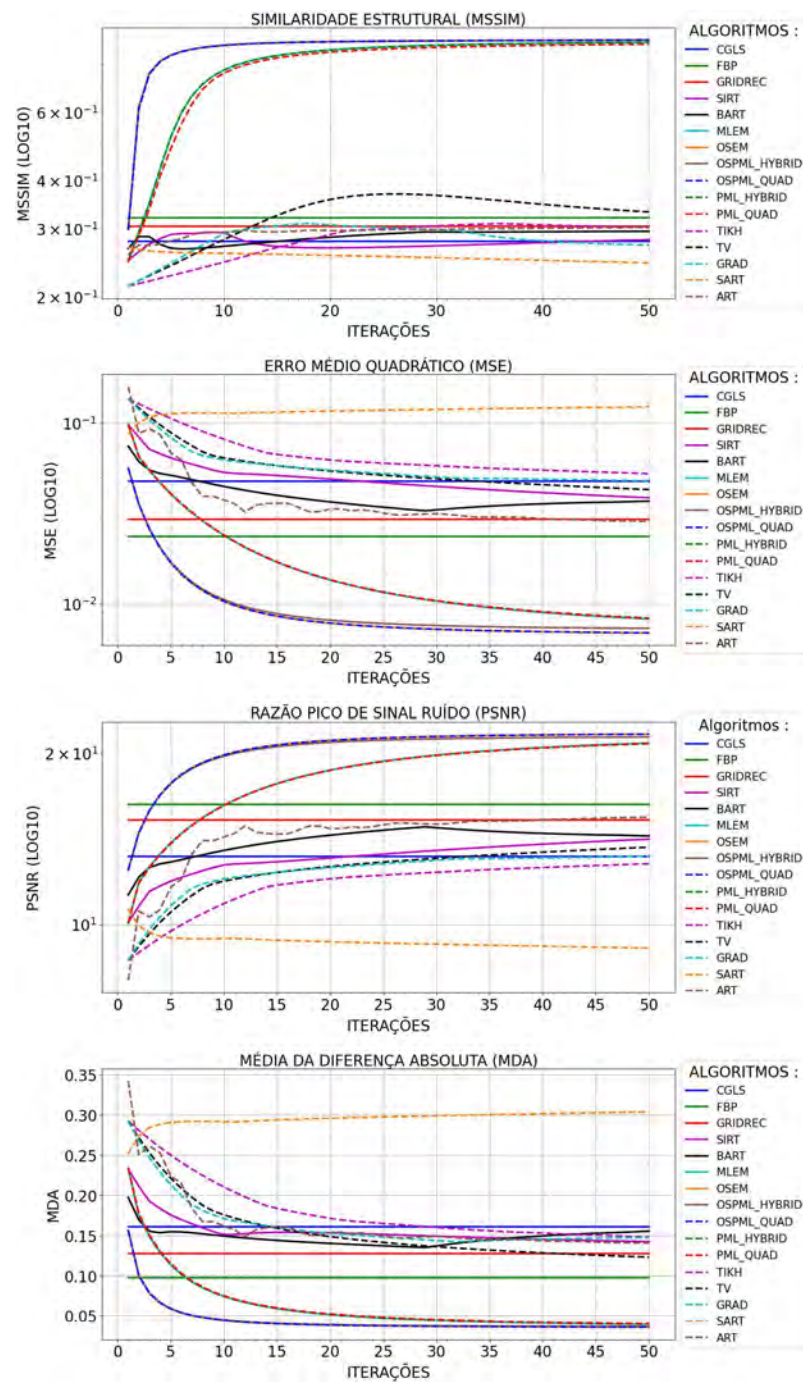 SIMILARIDADE ESTRUTURAL (MSSIM)
MSSIM (LOG10)
6 × 10⁻¹
4 × 10⁻¹
3 × 10⁻¹
2 × 10⁻¹
0 10 20 30 40 50
ITERAÇÕES
ALGORITMOS :
CGLS
FBP
GRIDREC
SIRT
BART
MLEM
OSEM
OSPML_HYBRID
OSPML_QUAD
PML_HYBRID
PML_QUAD
TIKH
TV
GRAD
SART
ART
ERRO MÉDIO QUADRÁTICO (MSE)
MSE (LOG10)
10⁻¹
10⁻²
0 5 10 15 20 25 30 35 40 45 50
ITERAÇÕES
ALGORITMOS :
CGLS
FBP
GRIDREC
SIRT
BART
MLEM
OSEM
OSPML_HYBRID
OSPML_QUAD
PML_HYBRID
PML_QUAD
TIKH
TV
GRAD
SART
ART
RAZÃO PICO DE SINAL RUÍDO (PSNR)
PSNR (LOG10)
2 × 10¹
10¹
0 5 10 15 20 25 30 35 40 45 50
ITERAÇÕES
Algoritmos :
CGLS
FBP
GRIDREC
SIRT
BART
MLEM
OSEM
OSPML_HYBRID
OSPML_QUAD
PML_HYBRID
PML_QUAD
TIKH
TV
GRAD
SART
ART
MÉDIA DA DIFERENÇA ABSOLUTA (MDA)
MDA
0.35
0.30
0.25
0.20
0.15
0.10
0.05
0 5 10 15 20 25 30 35 40 45 50
ITERAÇÕES
ALGORITMOS :
CGLS
FBP
GRIDREC
SIRT
BART
MLEM
OSEM
OSPML_HYBRID
OSPML_QUAD
PML_HYBRID
PML_QUAD
TIKH
TV
GRAD
SART
ART